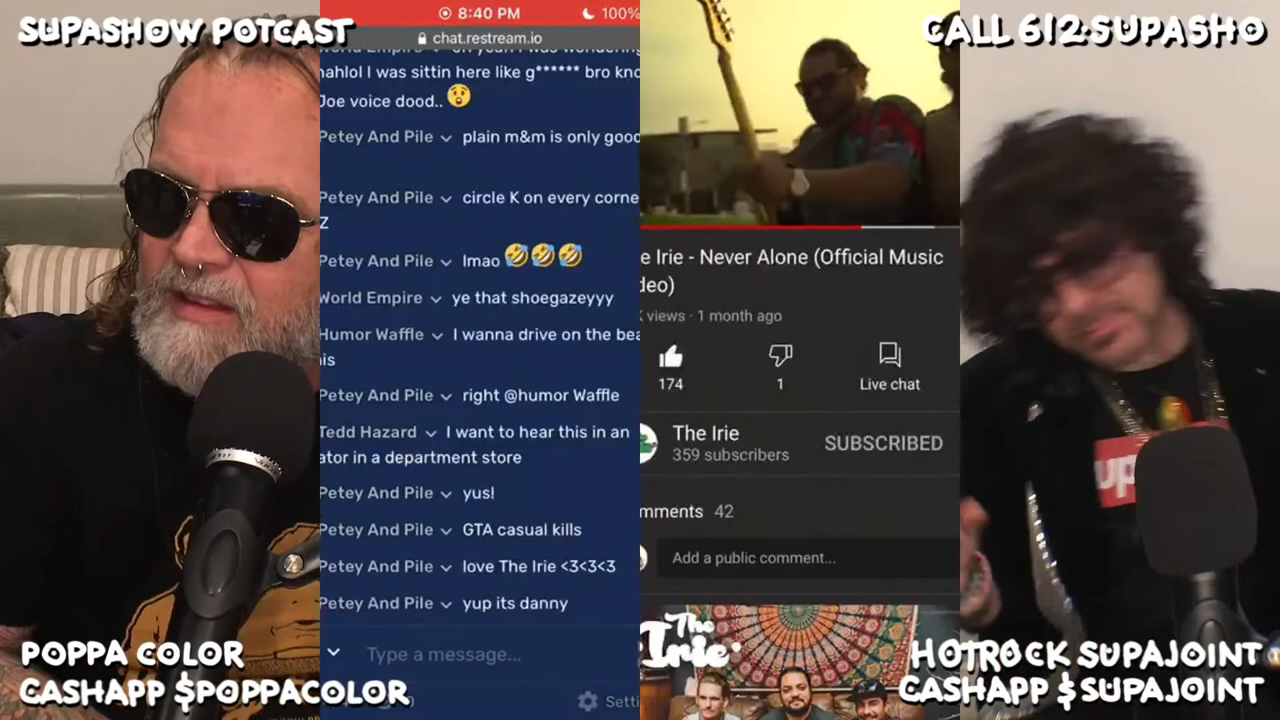 SUPASHOW POTCAST
8:40 PM
100%
CALL 612-SUPASHO
chat.restream.io
nahlol I was sittin here like g****** bro kno
Joe voice dood.. 😲
Petey And Pile plain m&m is only good
Petey And Pile circle K on every corne
Z
Petey And Pile lmao 🤣🤣🤣
World Empire ye that shoegazeyyy
Humor Waffle I wanna drive on the bea
is
Petey And Pile right @humor Waffle
Tedd Hazard I want to hear this in an
ator in a department store
Petey And Pile yus!
Petey And Pile GTA casual kills
Petey And Pile love The Irie <3<3<3
Petey And Pile yup its danny
Type a message...
Setti
e Irie - Never Alone (Official Music
deo)
views · 1 month ago
174
1
Live chat
The Irie
359 subscribers
SUBSCRIBED
mments 42
Add a public comment...
The
Irie
up
POPPA COLOR
CASHAPP $POPPACOLOR
HOTROCK SUPAJOINT
CASHAPP $SUPAJOINT